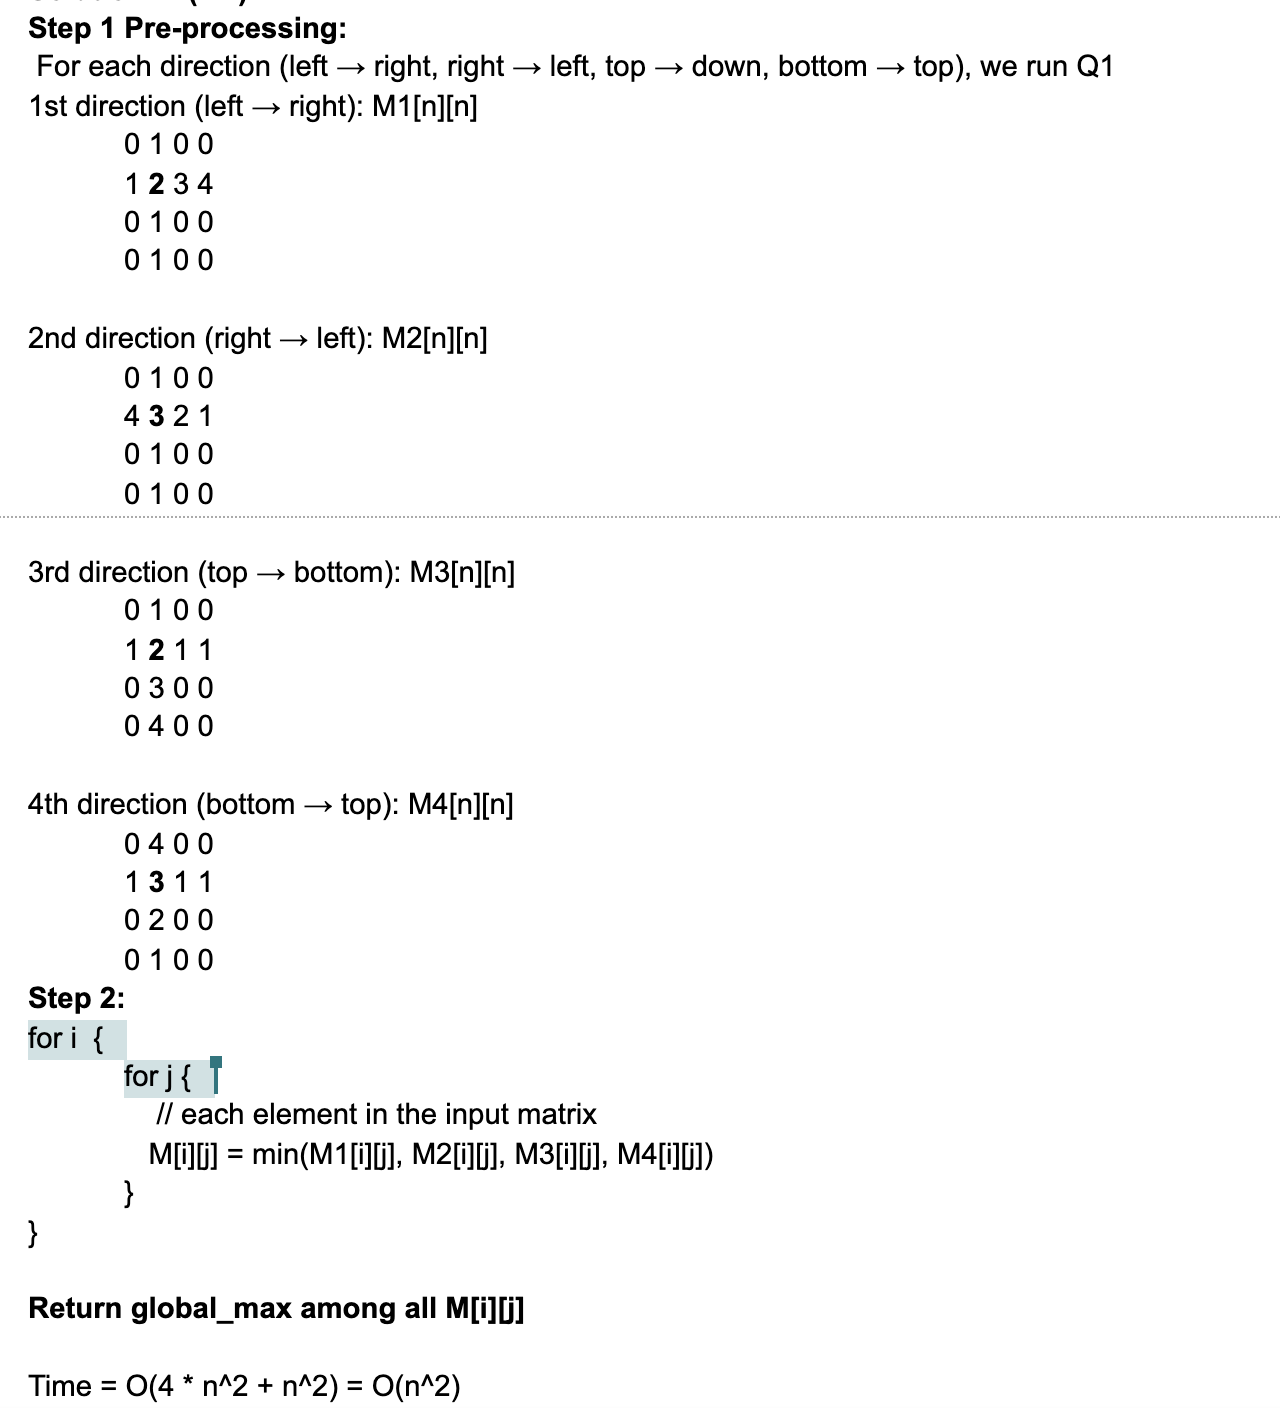 Step 1 Pre-processing:
For each direction (left → right, right → left, top → down, bottom → top), we run Q1
1st direction (left → right): M1[n][n]
0 1 0 0
1 2 3 4
0 1 0 0
0 1 0 0
2nd direction (right → left): M2[n][n]
0 1 0 0
4 3 2 1
0 1 0 0
0 1 0 0
3rd direction (top → bottom): M3[n][n]
0 1 0 0
1 2 1 1
0 3 0 0
0 4 0 0
4th direction (bottom → top): M4[n][n]
0 4 0 0
1 3 1 1
0 2 0 0
0 1 0 0
Step 2:
for i {
for j {
// each element in the input matrix
M[i][j] = min(M1[i][j], M2[i][j], M3[i][j], M4[i][j])
}
}
Return global_max among all M[i][j]
Time = O(4 * n^2 + n^2) = O(n^2)